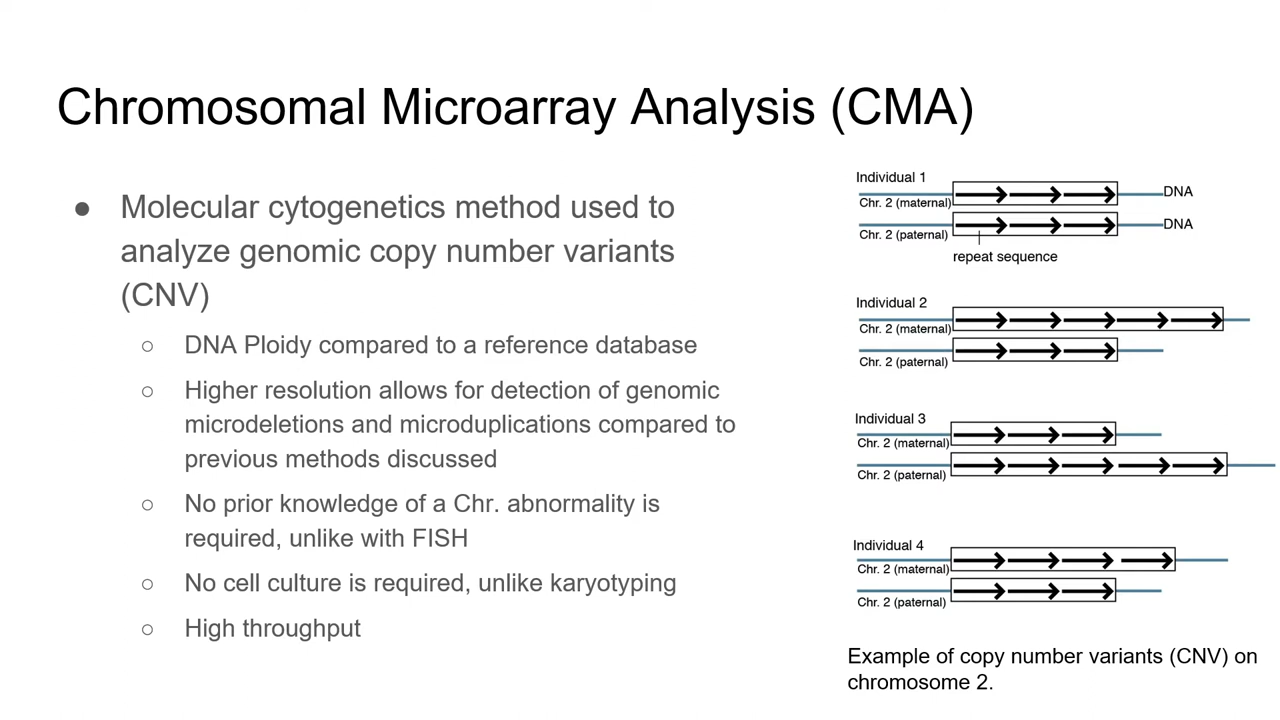 Chromosomal Microarray Analysis (CMA)
● Molecular cytogenetics method used to
analyze genomic copy number variants
(CNV)
○ DNA Ploidy compared to a reference database
○ Higher resolution allows for detection of genomic
microdeletions and microduplications compared to
previous methods discussed
○ No prior knowledge of a Chr. abnormality is
required, unlike with FISH
○ No cell culture is required, unlike karyotyping
○ High throughput
Individual 1
DNA
Chr. 2 (maternal)
DNA
Chr. 2 (paternal)
repeat sequence
Individual 2
Chr. 2 (maternal)
Chr. 2 (paternal)
Individual 3
Chr. 2 (maternal)
Chr. 2 (paternal)
Individual 4
Chr. 2 (maternal)
Chr. 2 (paternal)
Example of copy number variants (CNV) on
chromosome 2.